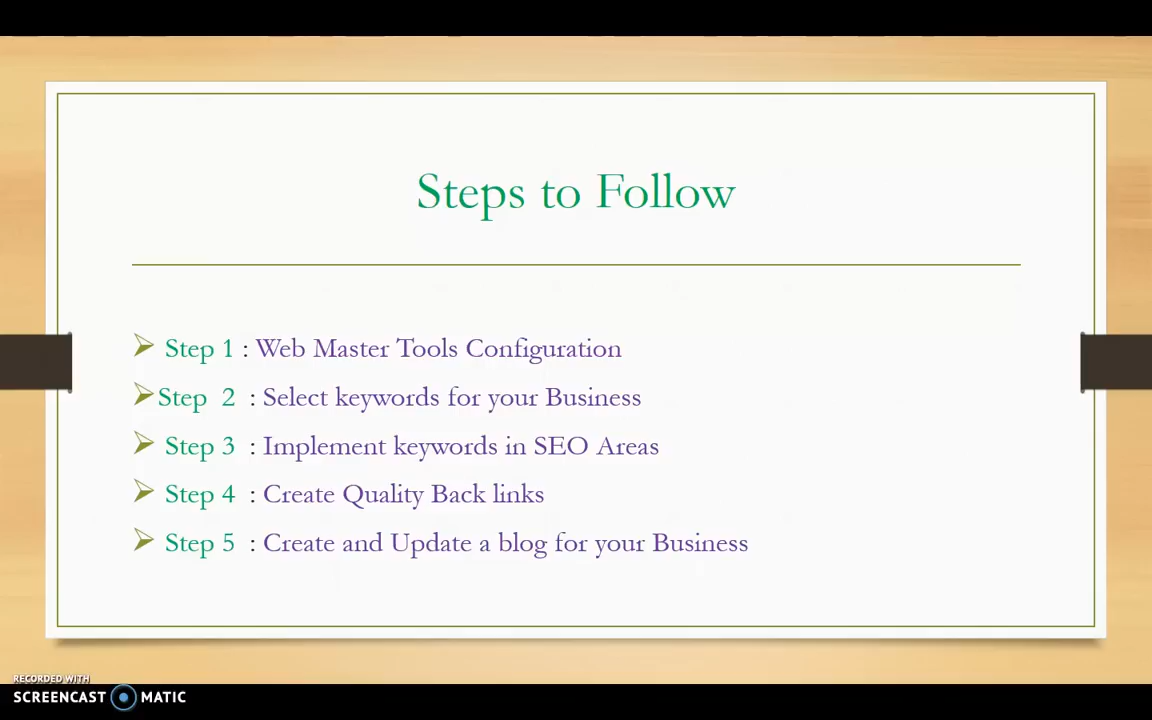 Steps to Follow
Step 1 : Web Master Tools Configuration
Step 2 : Select keywords for your Business
Step 3 : Implement keywords in SEO Areas
Step 4 : Create Quality Back links
Step 5 : Create and Update a blog for your Business
RECORDED WITH
SCREENCAST MATIC